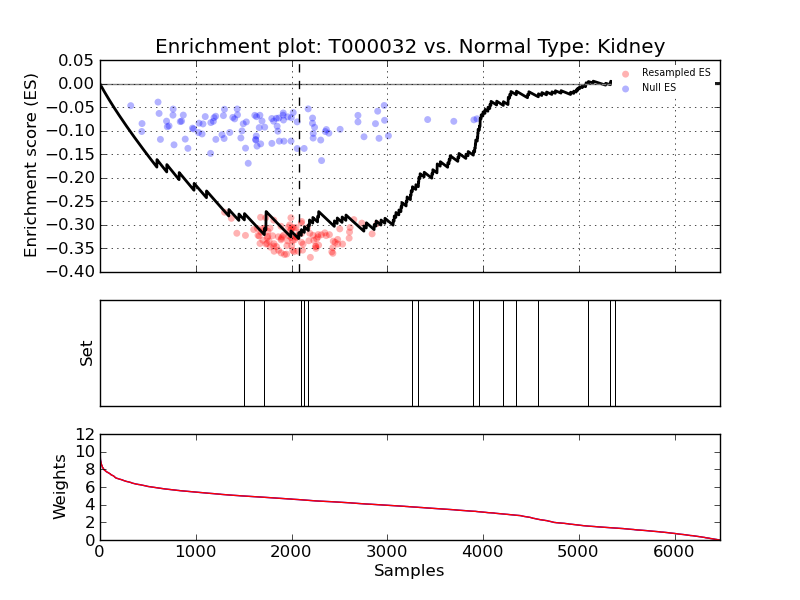 Enrichment plot: T000032 vs. Normal Type: Kidney
0.05
0.00
−0.05
−0.10
−0.15
−0.20
−0.25
−0.30
−0.35
−0.40
Enrichment score (ES)
Resampled ES
Null ES
Set
12
10
8
6
4
2
0
Weights
0 1000 2000 3000 4000 5000 6000
Samples